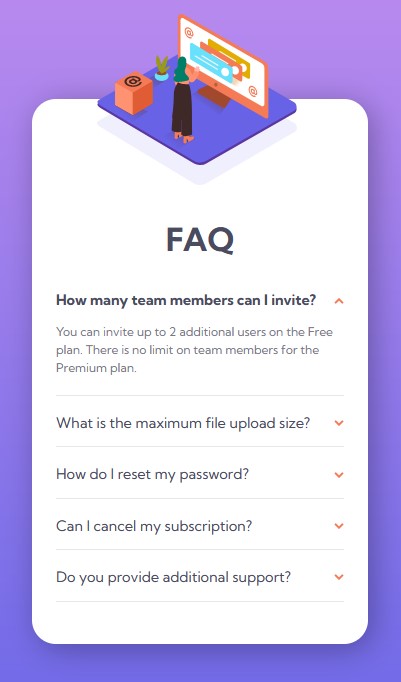 FAQ
How many team members can I invite?
You can invite up to 2 additional users on the Free
plan. There is no limit on team members for the
Premium plan.
What is the maximum file upload size?
How do I reset my password?
Can I cancel my subscription?
Do you provide additional support?